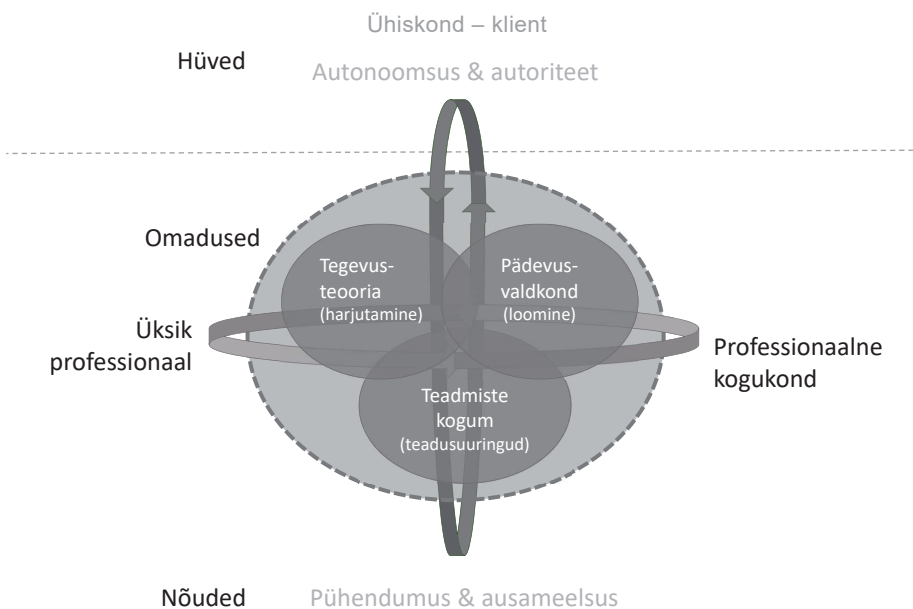 Ühiskond – klient
Hüved
Autonoomsus & autoriteet
Omadused
Tegevus-
teooria
(harjutamine)
Pädevus-
valdkond
(loomine)
Üksik
professionaal
Professionaalne
kogukond
Teadmiste
kogum
(teadusuuringud)
Nõuded
Pühendumus & ausameelsus